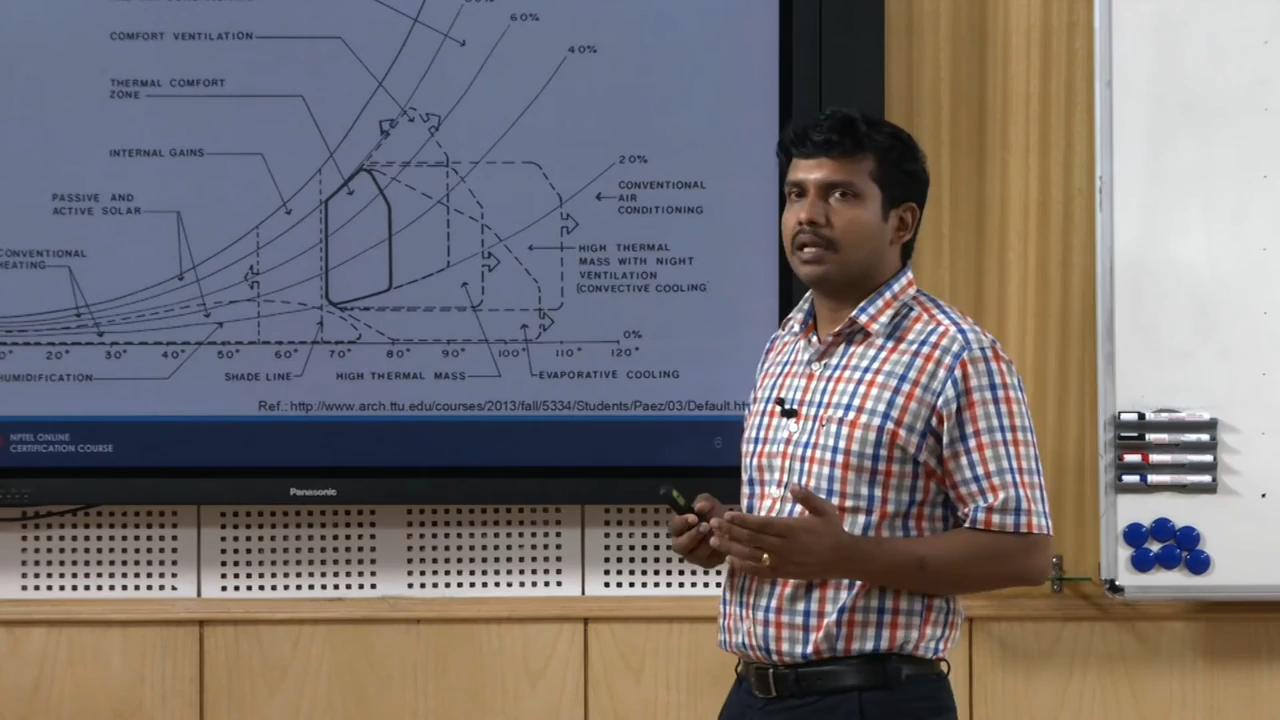 60%
COMFORT VENTILATION
40%
THERMAL COMFORT
ZONE
INTERNAL GAINS
20%
CONVENTIONAL
AIR
CONDITIONING
PASSIVE AND
ACTIVE SOLAR
CONVENTIONAL
HEATING
HIGH THERMAL
MASS WITH NIGHT
VENTILATION
(CONVECTIVE COOLING)
0%
20° 30° 40° 50° 60° 70° 80° 90° 100° 110° 120°
HUMIDIFICATION SHADE LINE HIGH THERMAL MASS EVAPORATIVE COOLING
Ref.: http://www.arch.ttu.edu/courses/2013/fall/5334/Students/Paez/03/Default.ht
NPTEL ONLINE
CERTIFICATION COURSE
6
Panasonic